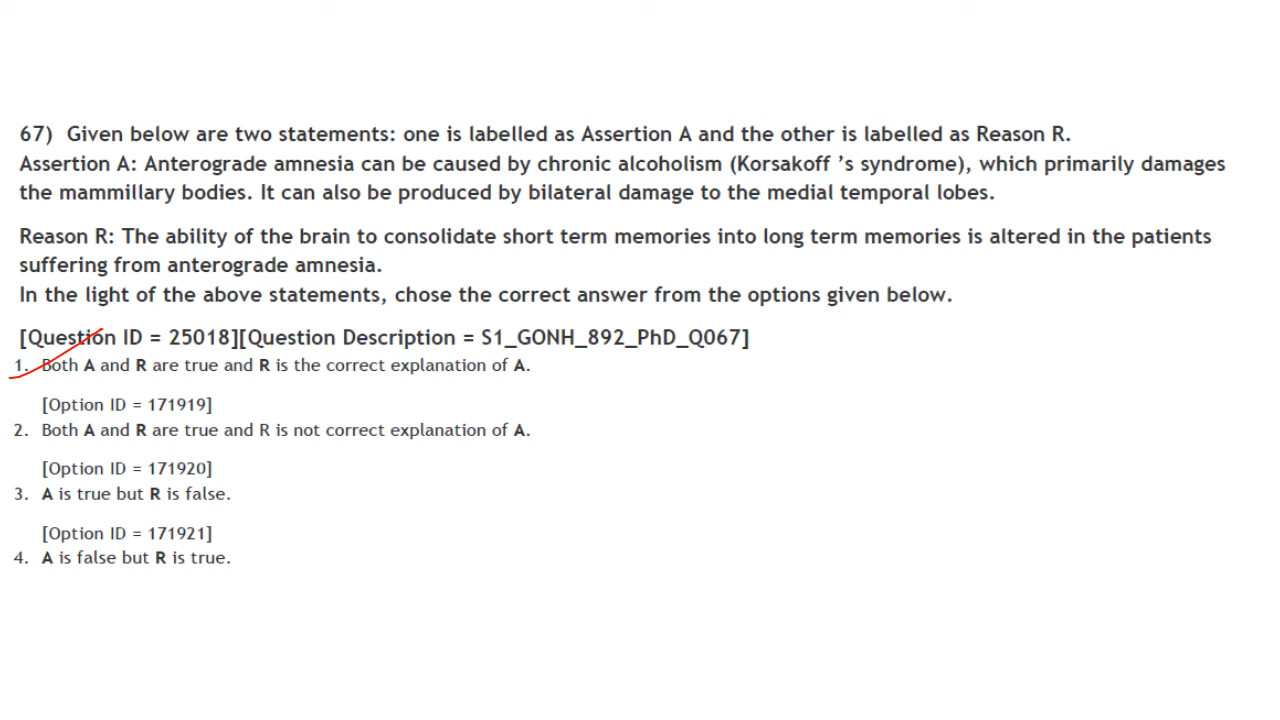 67) Given below are two statements: one is labelled as Assertion A and the other is labelled as Reason R.
Assertion A: Anterograde amnesia can be caused by chronic alcoholism (Korsakoff 's syndrome), which primarily damages
the mammillary bodies. It can also be produced by bilateral damage to the medial temporal lobes.
Reason R: The ability of the brain to consolidate short term memories into long term memories is altered in the patients
suffering from anterograde amnesia.
In the light of the above statements, chose the correct answer from the options given below.
[Question ID = 25018][Question Description = S1_GONH_892_PhD_Q067]
1. Both A and R are true and R is the correct explanation of A.
[Option ID = 171919]
2. Both A and R are true and R is not correct explanation of A.
[Option ID = 171920]
3. A is true but R is false.
[Option ID = 171921]
4. A is false but R is true.